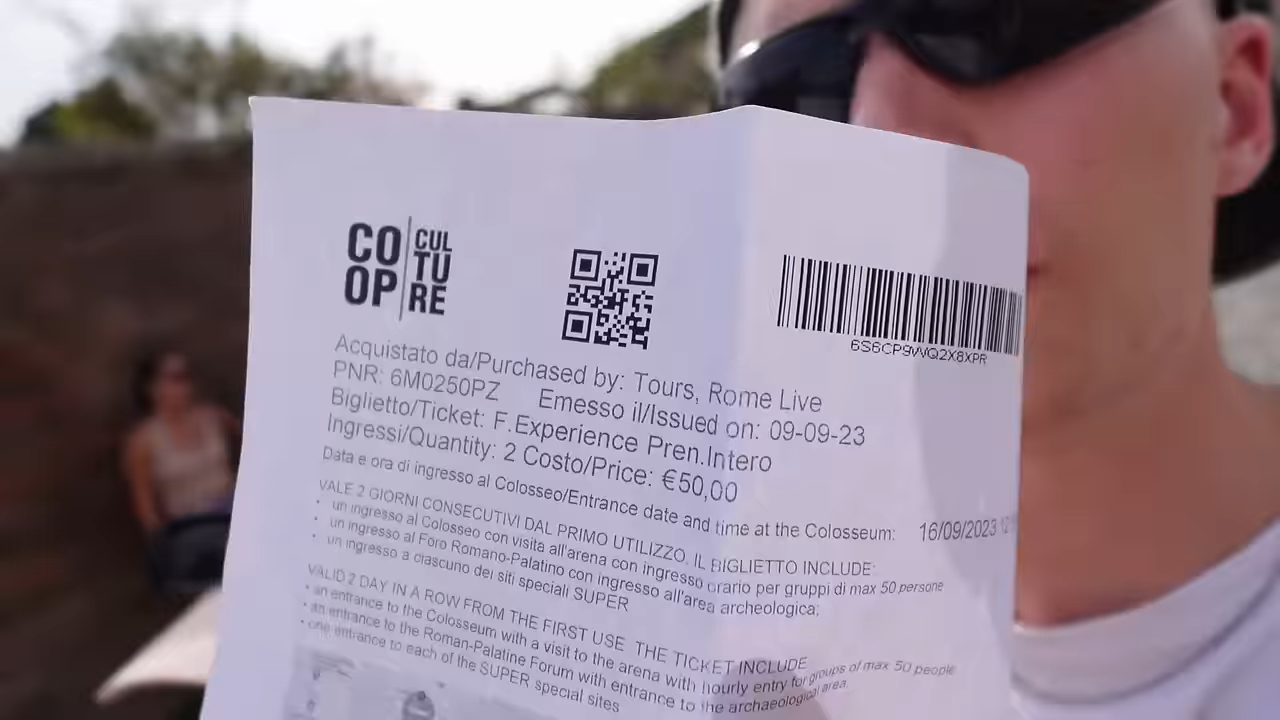 CO OP CUL TU RE
6S6CP9VVQ2X8XPR
Acquistato da/Purchased by: Tours, Rome Live
PNR: 6M0250PZ Emesso il/Issued on: 09-09-23
Biglietto/Ticket: F.Experience Pren.Intero
Ingressi/Quantity: 2 Costo/Price: €50,00
Data e ora di ingresso al Colosseo/Entrance date and time at the Colosseum: 16/09/2023
VALE 2 GIORNI CONSECUTIVI DAL PRIMO UTILIZZO. IL BIGLIETTO INCLUDE:
• un ingresso al Colosseo con visita all'arena con ingresso orario per gruppi di max 50 persone
• un ingresso al Foro Romano-Palatino con ingresso all'area archeologica;
• un ingresso a ciascuno dei siti speciali SUPER
VALID 2 DAY IN A ROW FROM THE FIRST USE. THE TICKET INCLUDE
• an entrance to the Colosseum with a visit to the arena with hourly entry for groups of max 50 people
• an entrance to the Roman-Palatine Forum with entrance to the archaeological area.
• one entrance to each of the SUPER special sites